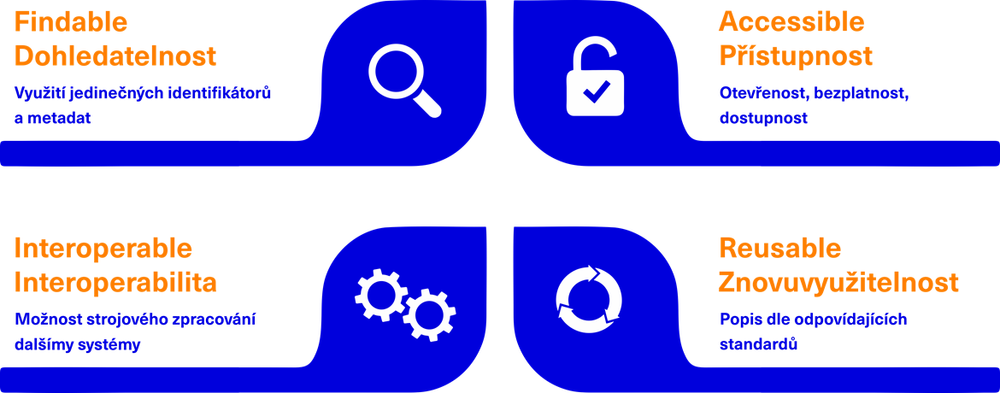 Findable
Dohledatelnost
Využití jedinečných identifikátorů
a metadat
Accessible
Přístupnost
Otevřenost, bezplatnost,
dostupnost
Interoperable
Interoperabilita
Možnost strojového zpracování
dalšímy systémy
Reusable
Znovuvyužitelnost
Popis dle odpovídajících
standardů